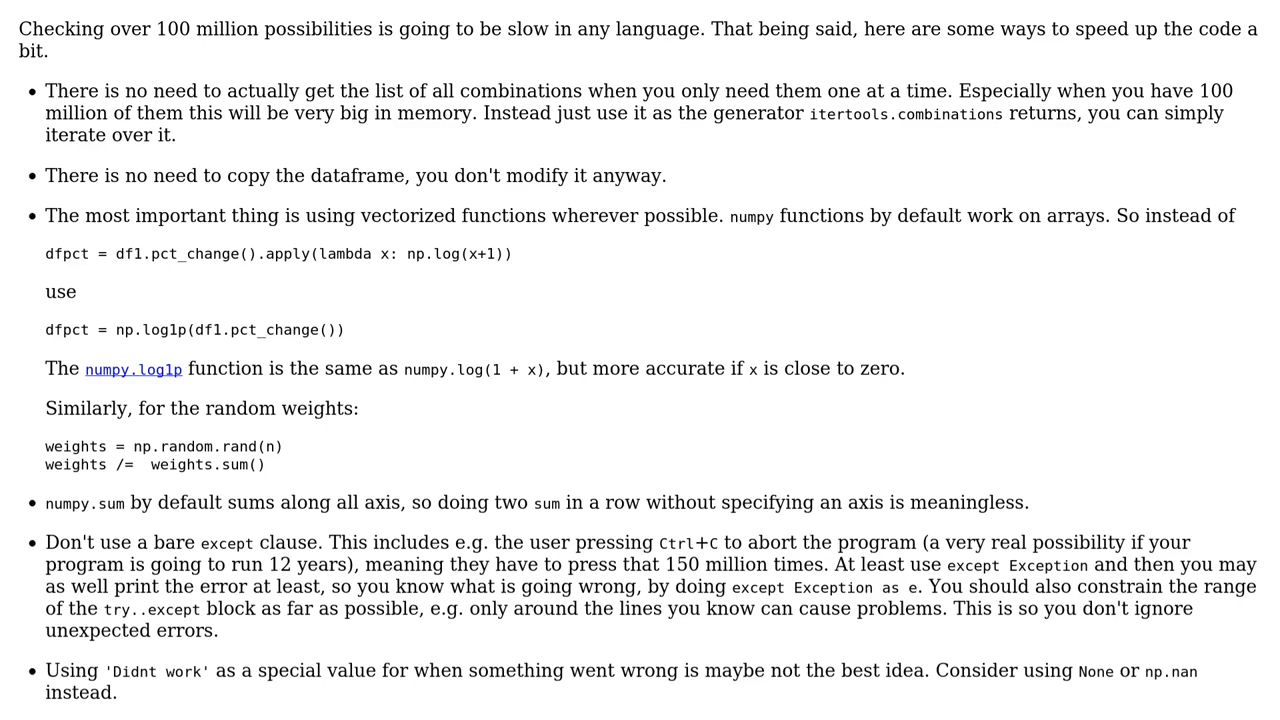 Checking over 100 million possibilities is going to be slow in any language. That being said, here are some ways to speed up the code a
bit.
• There is no need to actually get the list of all combinations when you only need them one at a time. Especially when you have 100
million of them this will be very big in memory. Instead just use it as the generator itertools.combinations returns, you can simply
iterate over it.
• There is no need to copy the dataframe, you don't modify it anyway.
• The most important thing is using vectorized functions wherever possible. numpy functions by default work on arrays. So instead of
dfpct = df1.pct_change().apply(lambda x: np.log(x+1))
use
dfpct = np.log1p(df1.pct_change())
The numpy.log1p function is the same as numpy.log(1 + x), but more accurate if x is close to zero.
Similarly, for the random weights:
weights = np.random.rand(n)
weights /=  weights.sum()
• numpy.sum by default sums along all axis, so doing two sum in a row without specifying an axis is meaningless.
• Don't use a bare except clause. This includes e.g. the user pressing Ctrl+C to abort the program (a very real possibility if your
program is going to run 12 years), meaning they have to press that 150 million times. At least use except Exception and then you may
as well print the error at least, so you know what is going wrong, by doing except Exception as e. You should also constrain the range
of the try..except block as far as possible, e.g. only around the lines you know can cause problems. This is so you don't ignore
unexpected errors.
• Using 'Didnt work' as a special value for when something went wrong is maybe not the best idea. Consider using None or np.nan
instead.